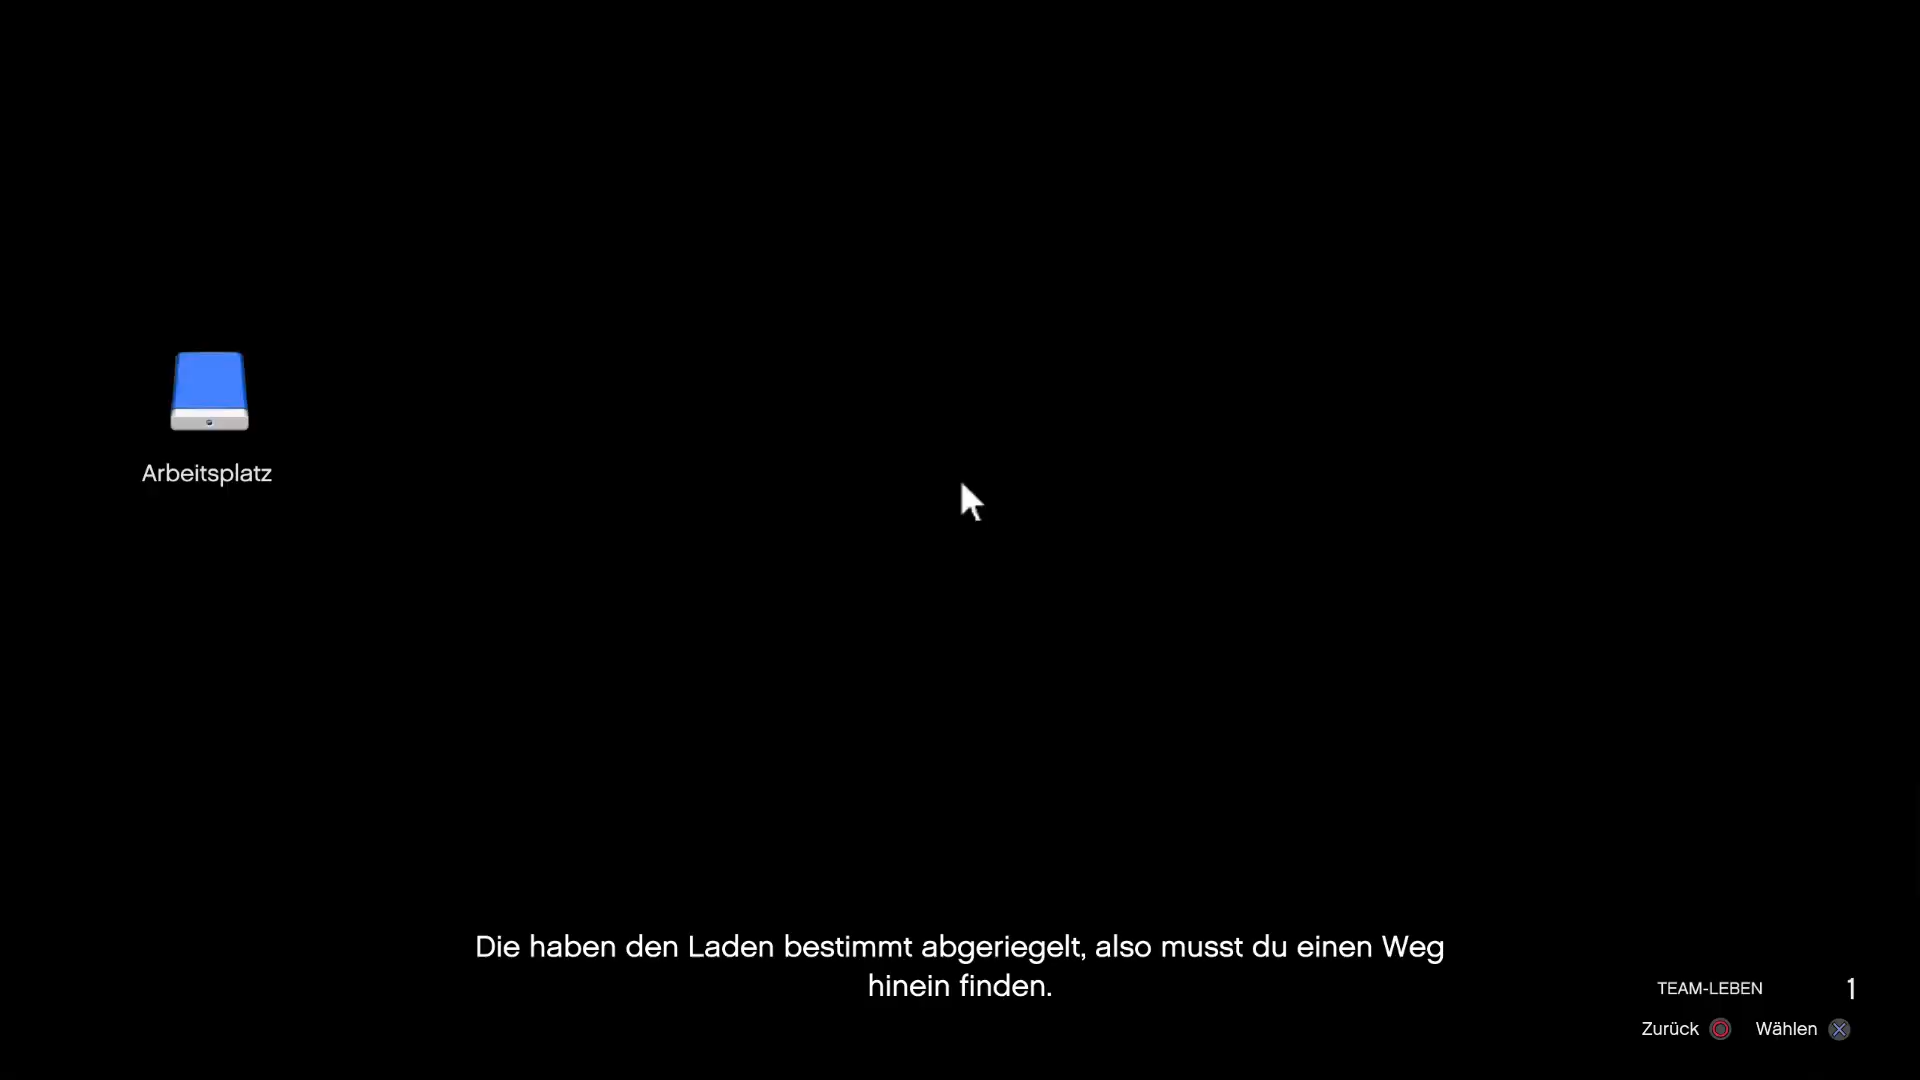 Arbeitsplatz
Die haben den Laden bestimmt abgeriegelt, also musst du einen Weg
hinein finden.
TEAM-LEBEN 1
Zurück Wählen